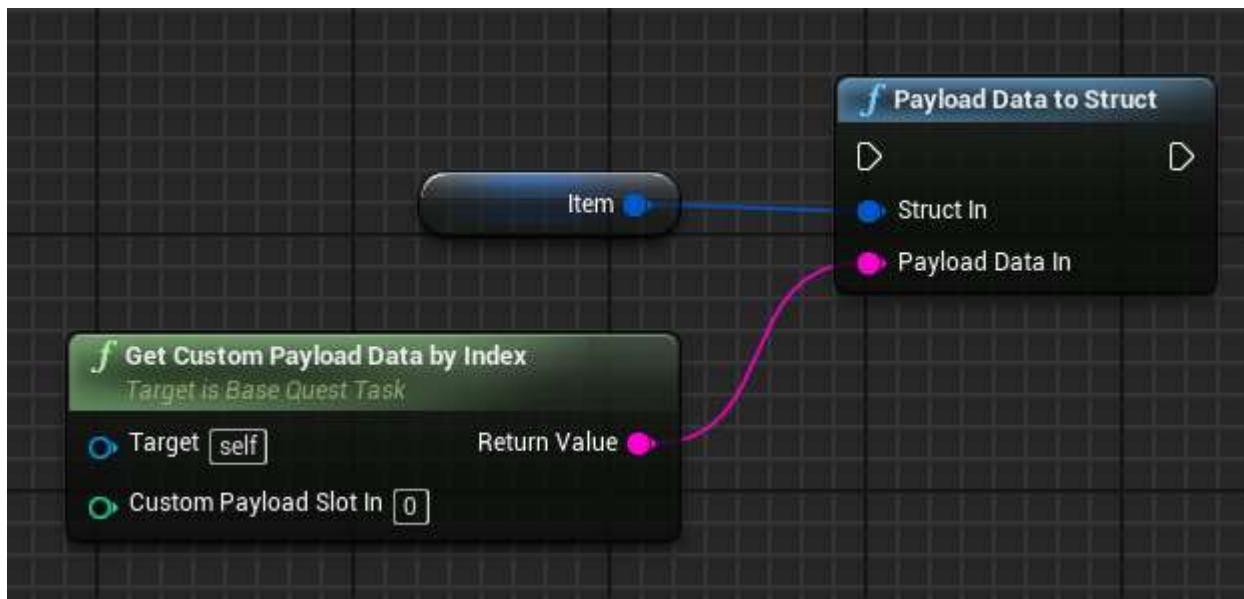 f Payload Data to Struct
Item
Struct In
Payload Data In
f Get Custom Payload Data by Index
Target is Base Quest Task
Target self
Return Value
Custom Payload Slot In 0